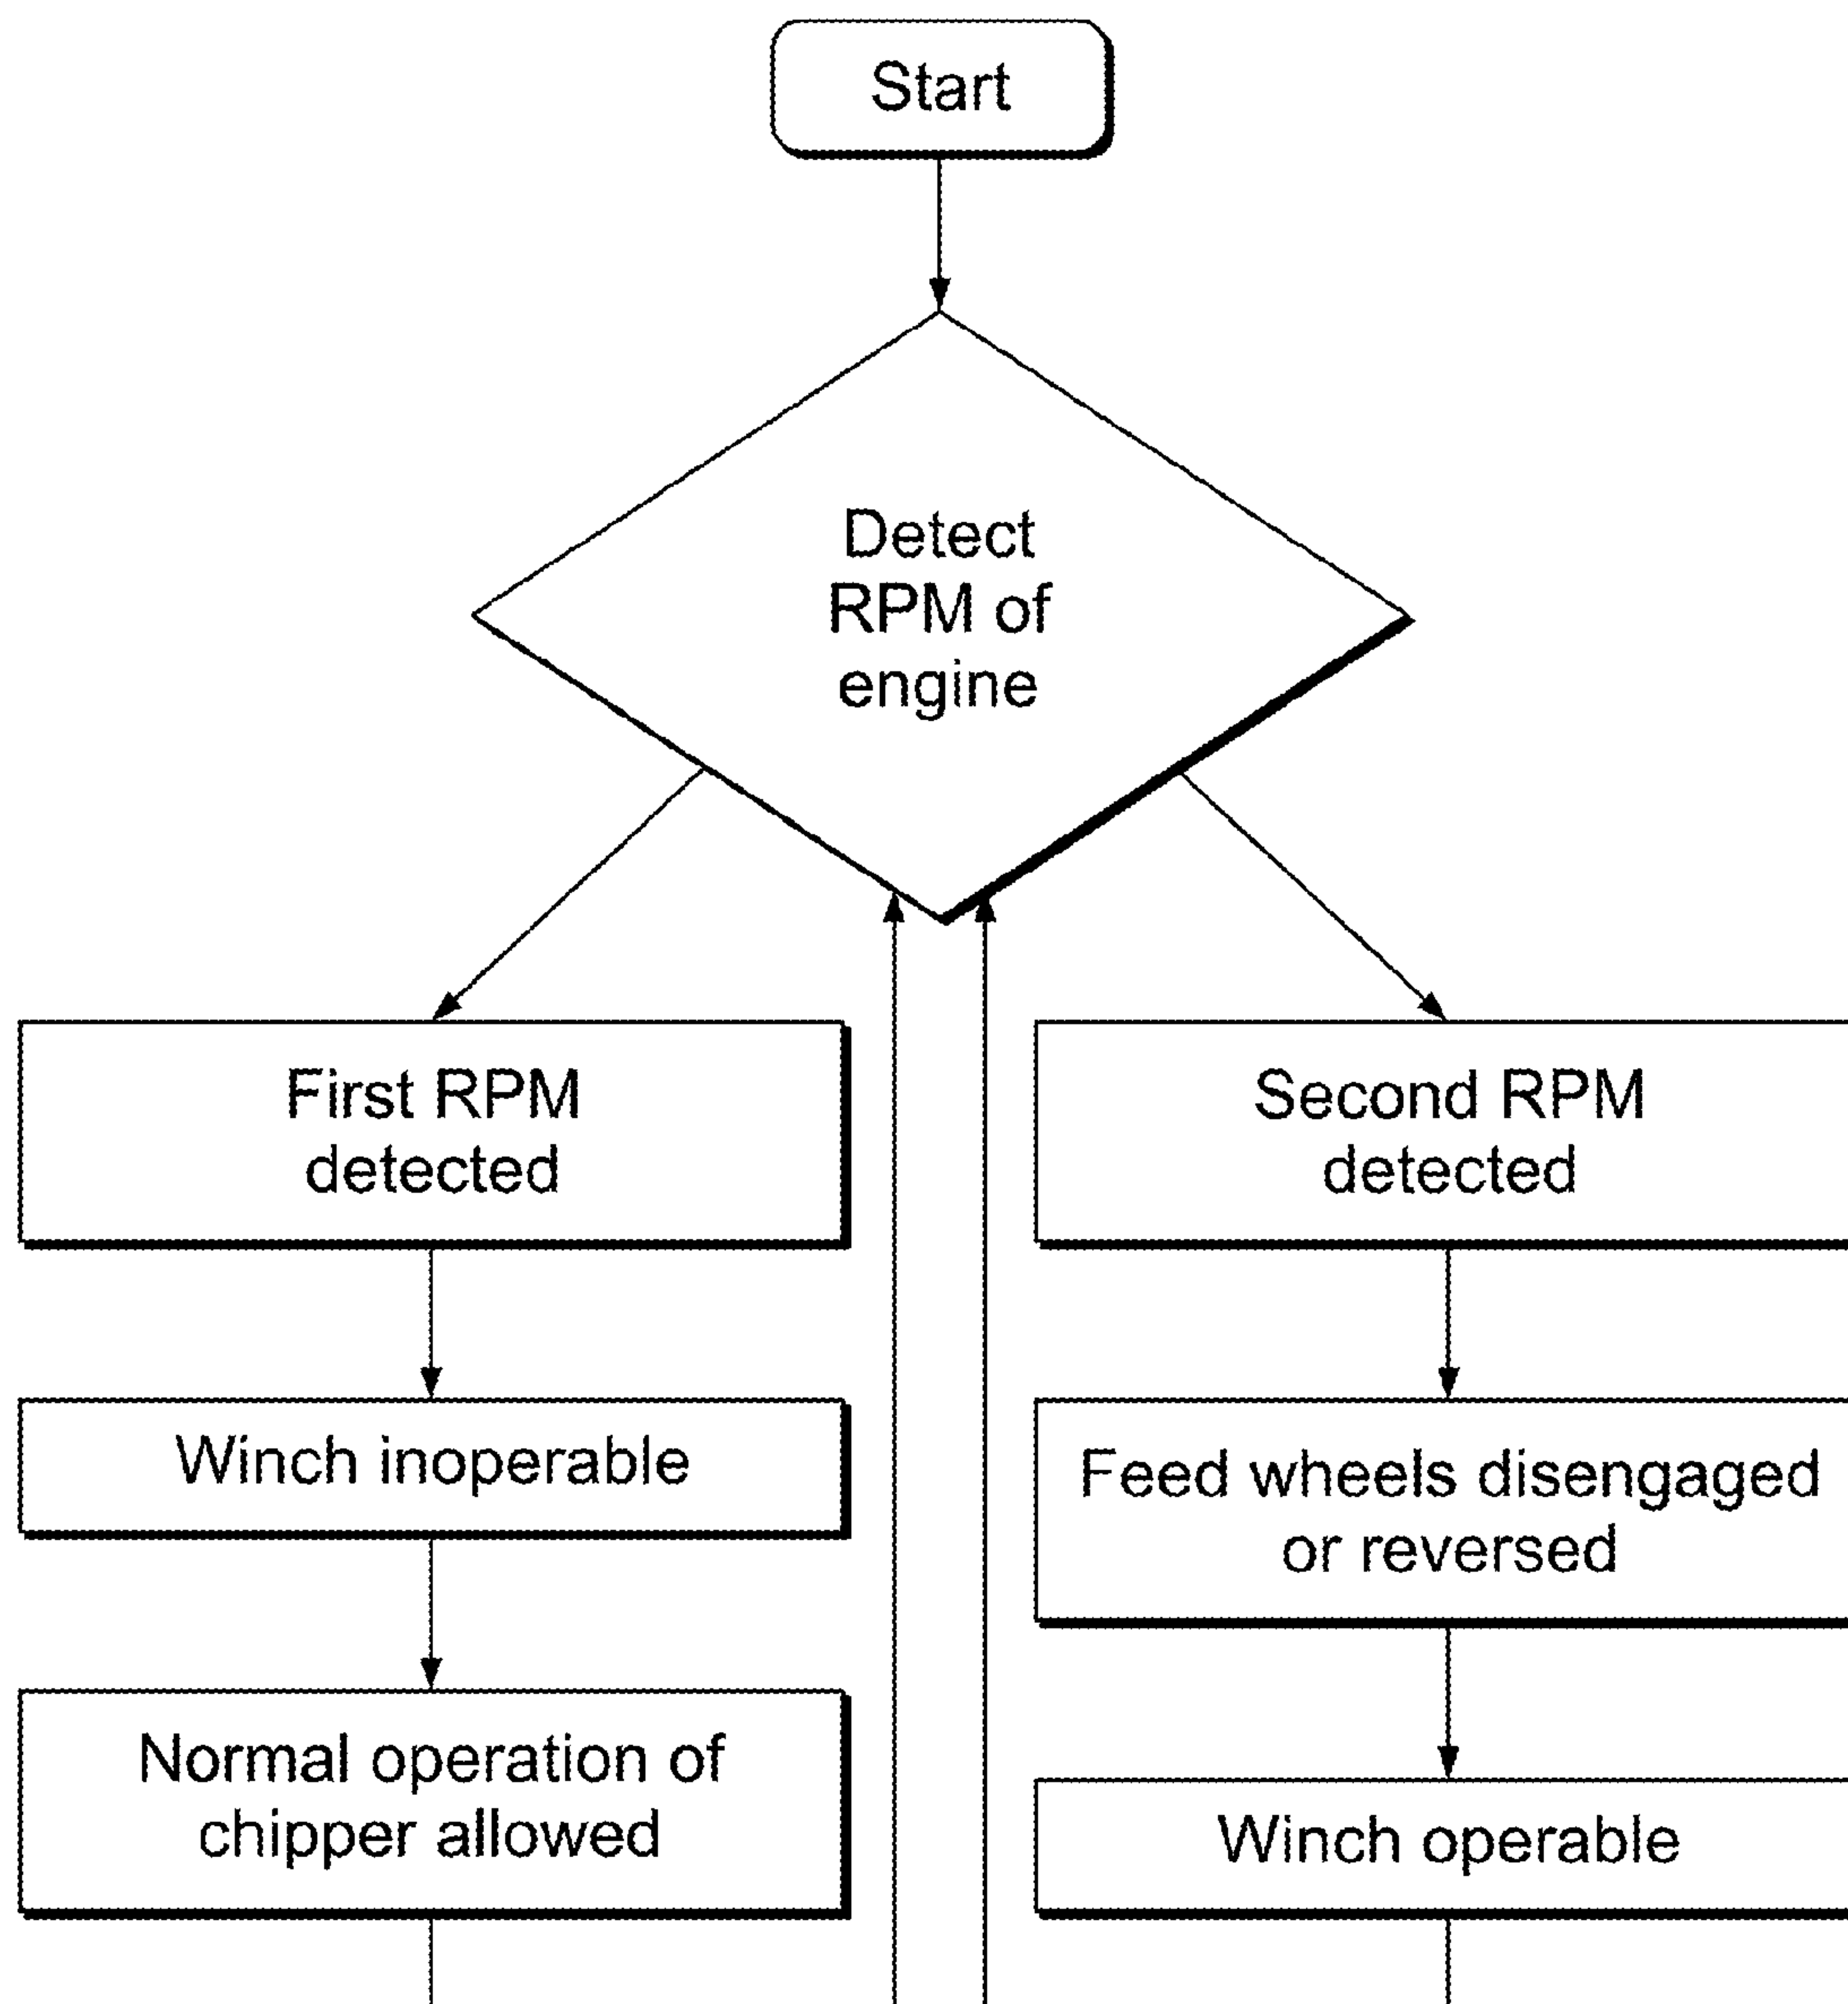 Start
Detect
RPM of
engine
First RPM
detected
Second RPM
detected
Winch inoperable
Feed wheels disengaged
or reversed
Normal operation of
chipper allowed
Winch operable